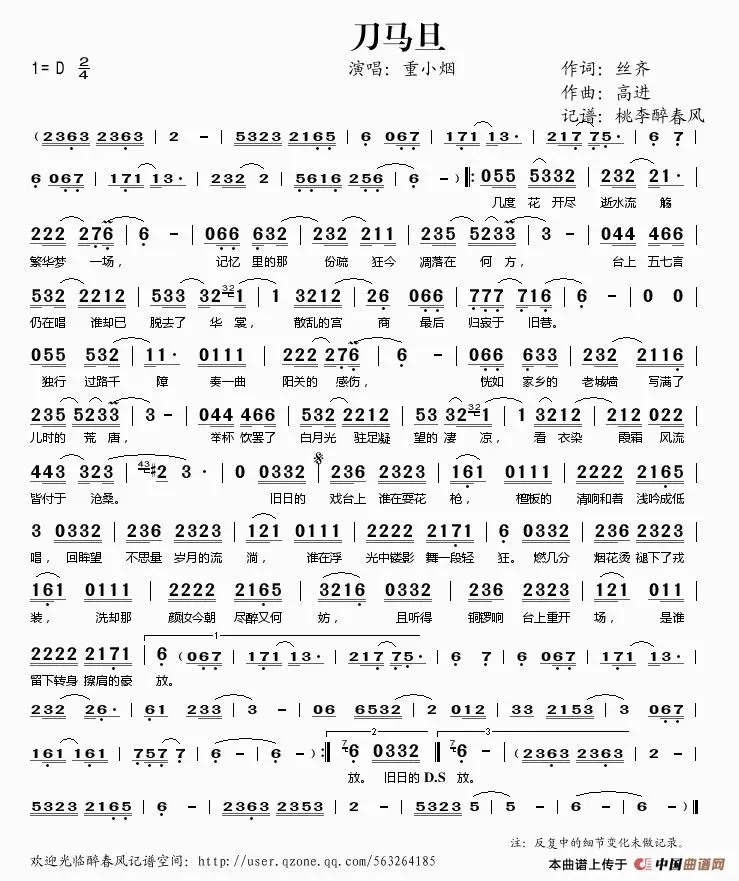 刀马旦
1=D 2/4
演唱：重小烟
作词：丝齐
作曲：高进
记谱：桃李醉春风
(2363 2363 | 2 - | 5323 2165 | 6 067 | 171 13· | 217 75· | 6 7 |
6 067 | 171 13· | 232 2 | 5616 256 | 6 - ) ‖: 055 5332 | 232 21· |
几度 花 开尽 逝水流 觞
222 276 | 6 - | 066 632 | 232 211 | 235 5233 | 3 - | 044 466 |
繁华梦 一场， 记忆 里的那 份疏 狂今 凋落在 何 方， 台上 五七言
532 2212 | 533 32321 | 1 3212 | 26 066 | 777 716 | 6 - | 0 0
仍在唱 谁却已 脱去了 华 裳， 散乱的宫 商 最后 归寂于 旧巷。
055 532 | 11· 0111 | 222 276 | 6 - | 066 633 | 232 2116 |
独行 过路千 障 奏一曲 阳关的 感伤， 恍如 家乡的 老城墙 写满了
235 5233 | 3 - | 044 466 | 532 2212 | 53 32321 | 1 3212 | 212 022 |
儿时的 荒 唐， 举杯 饮罢了 白月光 驻足凝 望的 凄 凉， 看 衣染 霞霜 风流
443 323 | 43#2 3 - | 0 0332 | 236 2323 | 161 0111 | 2222 2165 |
皆付于 沧桑。 旧日的 戏台上 谁在耍花 枪， 檀板的 清响和着 浅吟成低
3 0332 | 236 2323 | 121 0111 | 2222 2171 | 6 0332 | 236 2323 |
唱， 回眸望 不思量 岁月的流 淌， 谁在浮 光中镂影 舞一段轻 狂。 燃几分 烟花烫 褪下了戎
161 0111 | 2222 2165 | 3216 0332 | 236 2323 | 121 011 |
装， 洗却那 颜妆今朝 尽醉又何 妨， 且听得 铜锣响 台上重开 场， 是谁
2222 2171 | 1 6 (067 | 171 13· | 217 75· | 6 7 | 6 067 | 171 13· |
留下转身 擦肩的豪 放。
232 26· | 61 233 | 3 - | 06 6532 | 2 012 | 33 2153 | 3 067 |
161 161 | 757 7 | 6 - | 6 - ) :‖ 2 76 0332 ‖ 3 76 - | (2363 2363 | 2 - |
放。 旧日的 D.S 放。
5323 2165 | 6 - | 2363 2353 | 2323 5 | 5 - | 6 - | 6 - ) ‖
注：反复中的细节变化未做记录。
欢迎光临醉春风记谱空间：http://user.qzone.qq.com/563264185
本曲谱上传于 中国曲谱网